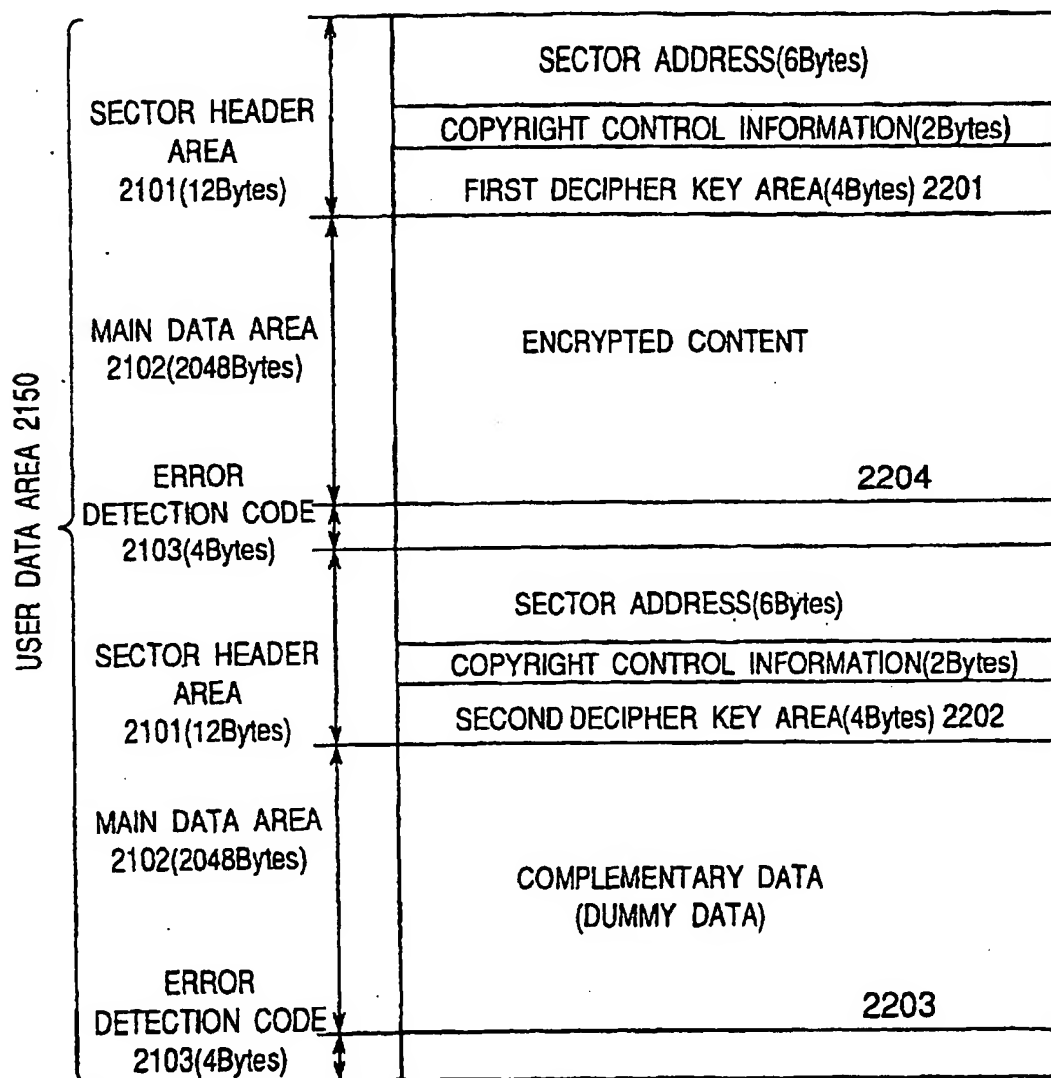 USER DATA AREA 2150
SECTOR HEADER
AREA
2101(12Bytes)
SECTOR ADDRESS(6Bytes)
COPYRIGHT CONTROL INFORMATION(2Bytes)
FIRST DECIPHER KEY AREA(4Bytes) 2201
MAIN DATA AREA
2102(2048Bytes)
ENCRYPTED CONTENT
2204
ERROR
DETECTION CODE
2103(4Bytes)
SECTOR HEADER
AREA
2101(12Bytes)
SECTOR ADDRESS(6Bytes)
COPYRIGHT CONTROL INFORMATION(2Bytes)
SECOND DECIPHER KEY AREA(4Bytes) 2202
MAIN DATA AREA
2102(2048Bytes)
COMPLEMENTARY DATA
(DUMMY DATA)
2203
ERROR
DETECTION CODE
2103(4Bytes)